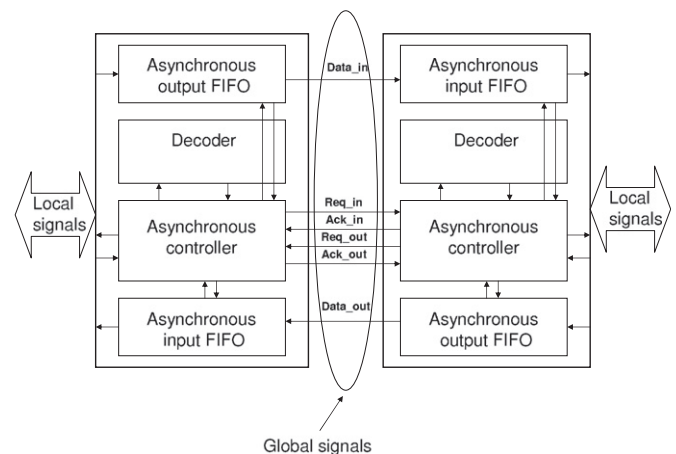 Asynchronous
output FIFO
Data_in
Asynchronous
input FIFO
Decoder
Decoder
Local
signals
Asynchronous
controller
Req_in
Ack_in
Req_out
Ack_out
Asynchronous
controller
Local
signals
Asynchronous
input FIFO
Data_out
Asynchronous
output FIFO
Global signals